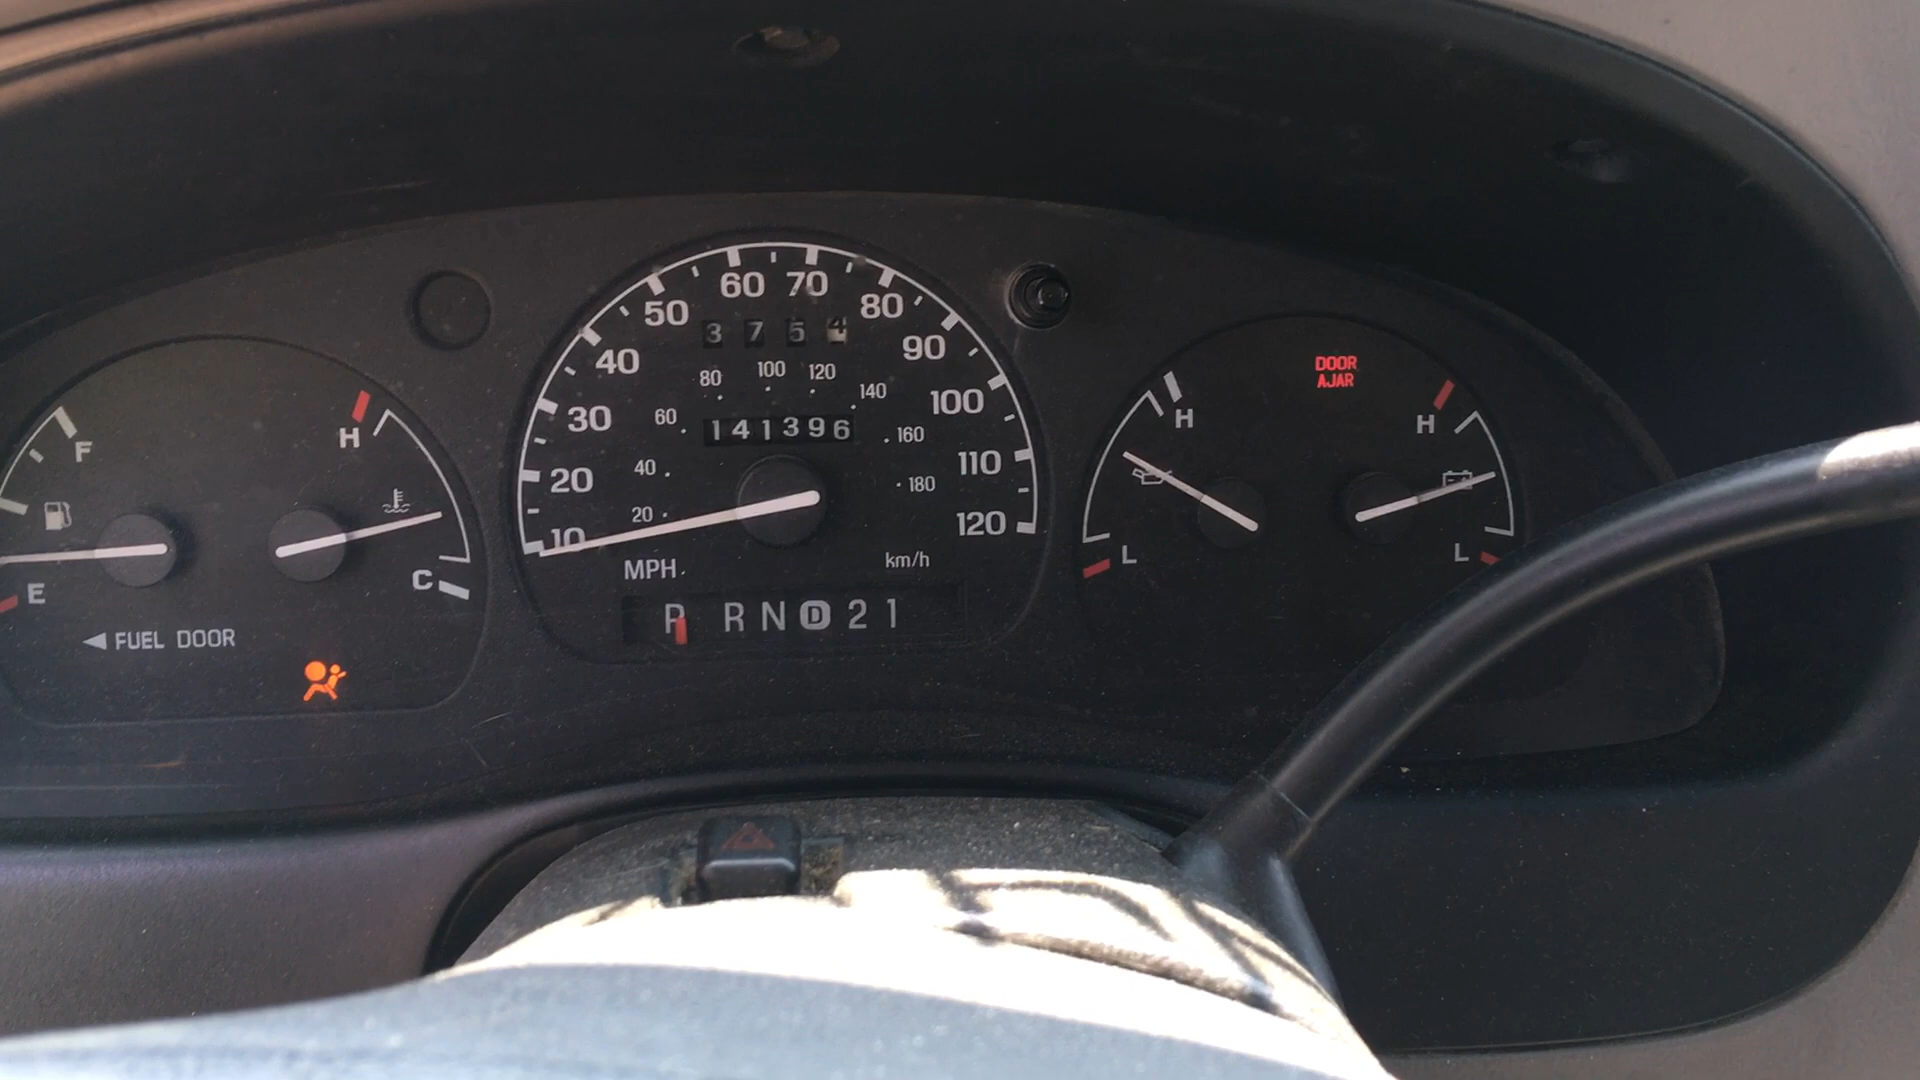 F
E
H
C
◄ FUEL DOOR
10 20 30 40 50 60 70 80 90 100 110 120
3 7 5 4
20 40 60 80 100 120 140 160 180
141396
MPH
km/h
P R N D 2 1
H
L
DOOR
AJAR
H
L